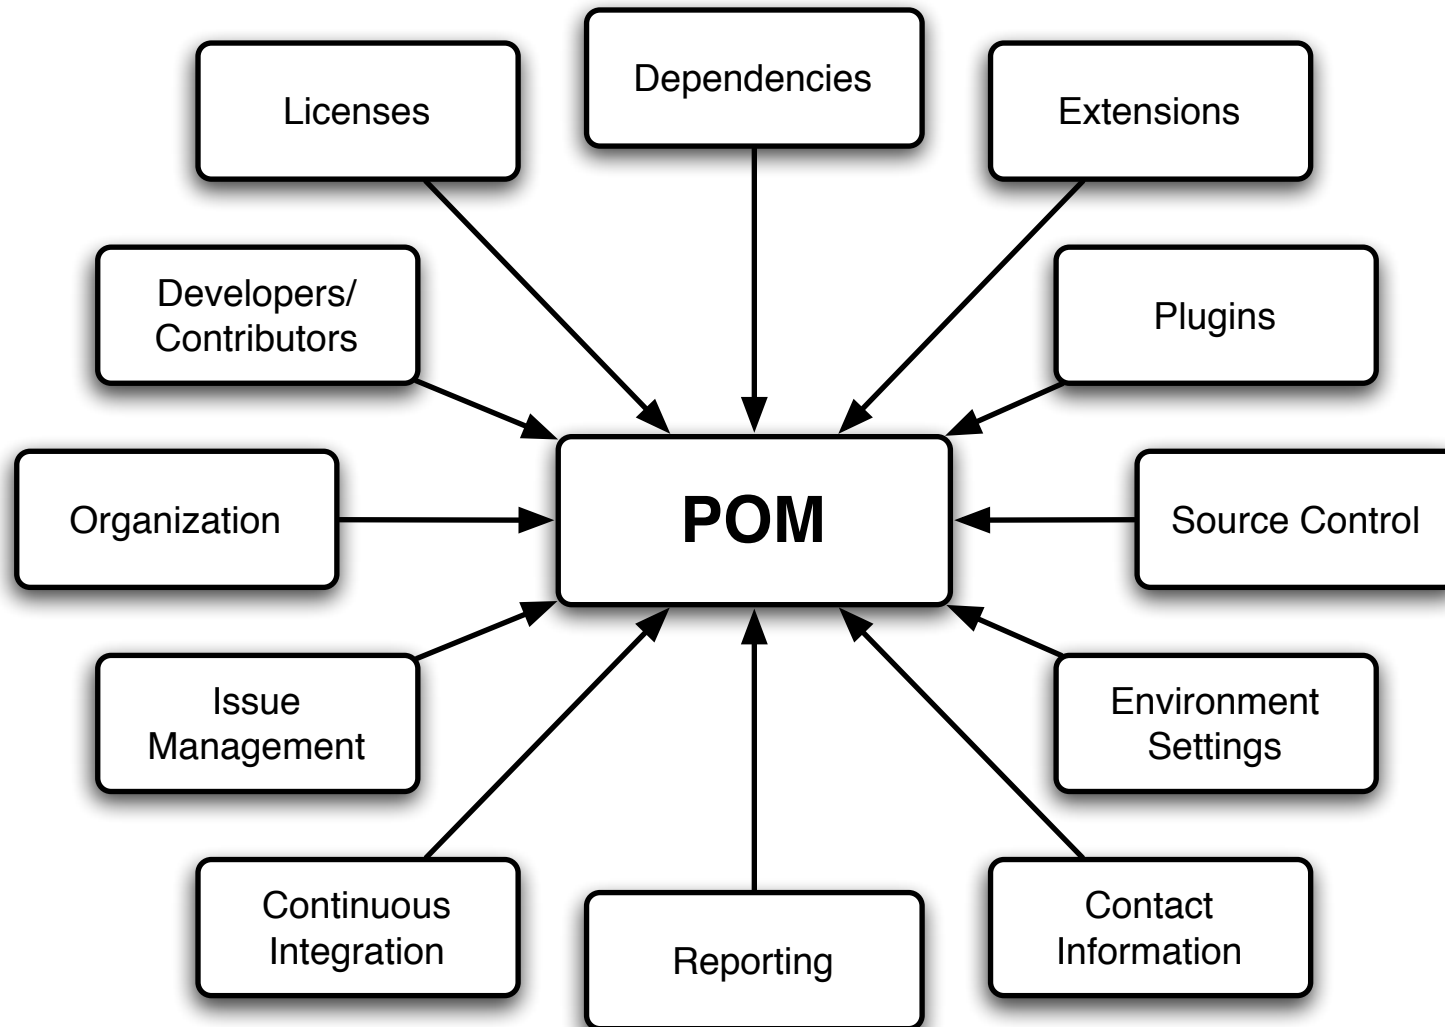 Dependencies
Licenses
Extensions
Developers/
Contributors
Plugins
Organization
POM
Source Control
Issue
Management
Environment
Settings
Continuous
Integration
Reporting
Contact
Information